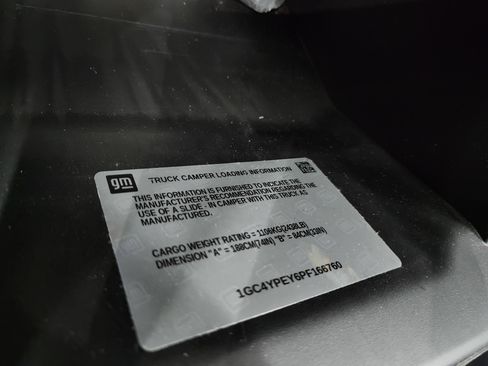 gm
TRUCK CAMPER LOADING INFORMATION
THIS INFORMATION IS FURNISHED TO INDICATE THE
MANUFACTURER'S RECOMMENDATION REGARDING THE
USE OF A SLIDE - IN CAMPER WITH THIS TRUCK AS
MANUFACTURED.
CARGO WEIGHT RATING = 1106KG(2438LB)
DIMENSION "A" = 188CM(74IN) "B" = 84CM(33IN)
1GC4YPEY6PF166760